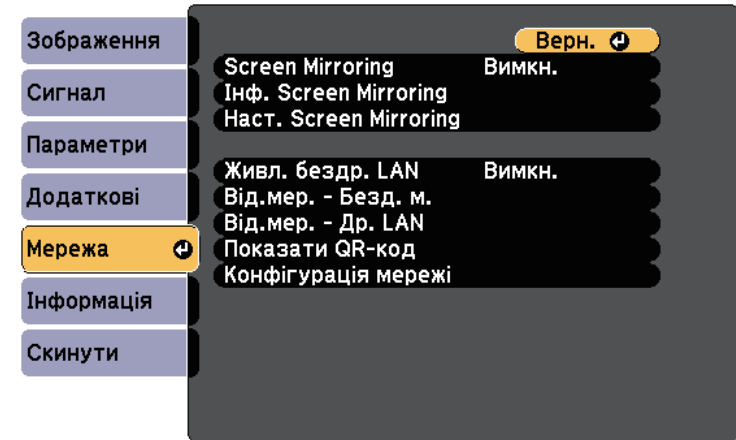 Зображення
Сигнал
Параметри
Додаткові
Мережа
Інформація
Скинути
Верн.
Screen Mirroring Вимкн.
Інф. Screen Mirroring
Наст. Screen Mirroring
Живл. бездр. LAN Вимкн.
Від.мер. - Безд. м.
Від.мер. - Др. LAN
Показати QR-код
Конфігурація мережі